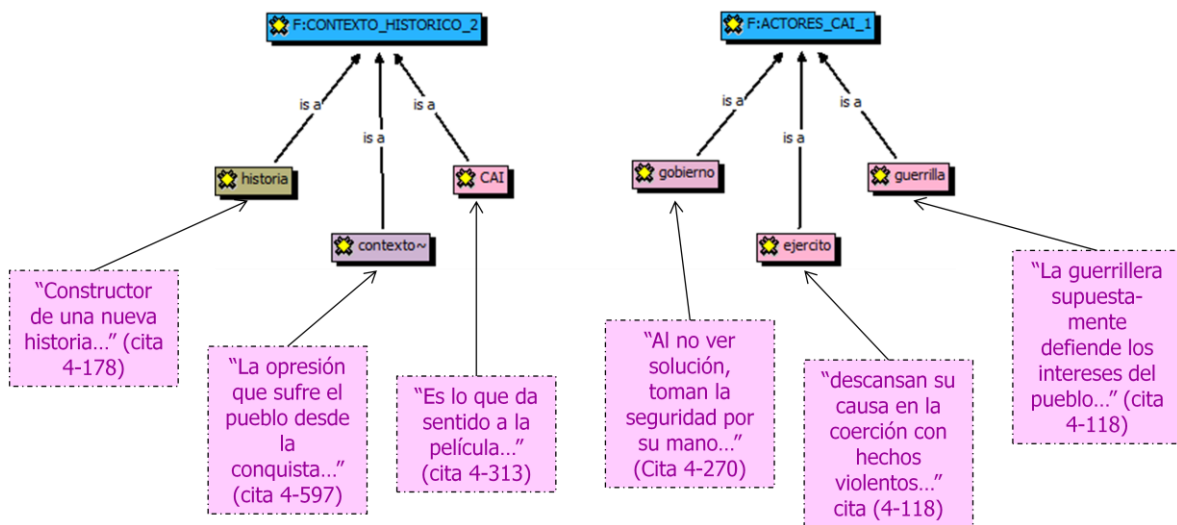 F:CONTEXTO_HISTORICO_2
F:ACTORES_CAI_1
is a
is a
is a
is a
is a
is a
historia
CAI
gobierno
guerrilla
contexto~
ejercito
“Constructor
de una nueva
historia...” (cita
4-178)
“La opresión
que sufre el
pueblo desde
la
conquista...”
(cita 4-597)
“Es lo que da
sentido a la
película...”
(cita 4-313)
“Al no ver
solución,
toman la
seguridad por
su mano...”
(Cita 4-270)
“descansan su
causa en la
coerción con
hechos
violentos...”
cita (4-118)
“La guerrillera
supuesta-
mente
defiende los
intereses del
pueblo...” (cita
4-118)